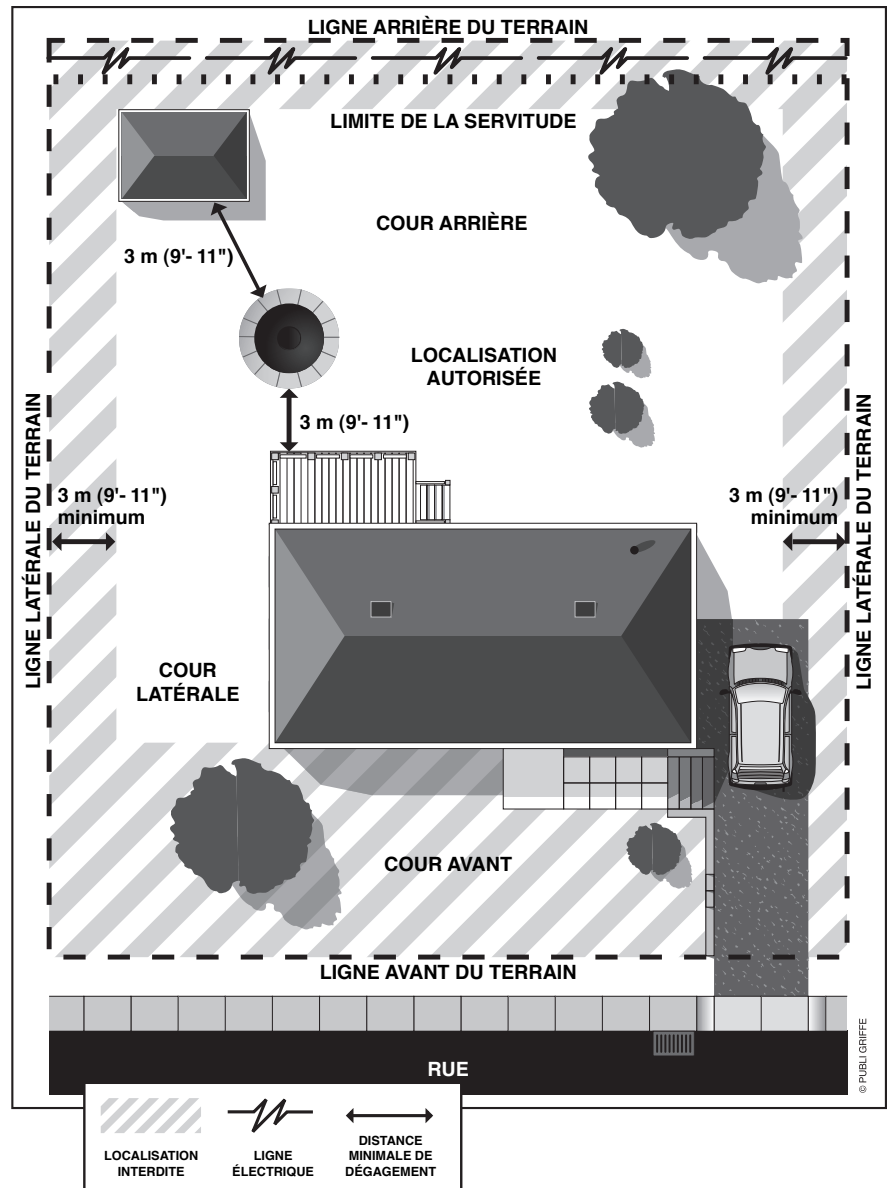 LIGNE ARRIÈRE DU TERRAIN
LIMITE DE LA SERVITUDE
COUR ARRIÈRE
3 m (9'- 11")
LOCALISATION
AUTORISÉE
3 m (9'- 11")
LIGNE LATÉRALE DU TERRAIN
3 m (9'- 11")
minimum
3 m (9'- 11")
minimum
LIGNE LATÉRALE DU TERRAIN
COUR
LATÉRALE
COUR AVANT
LIGNE AVANT DU TERRAIN
RUE
© PUBLI GRIFFE
LOCALISATION
INTERDITE
LIGNE
ÉLECTRIQUE
DISTANCE
MINIMALE DE
DÉGAGEMENT